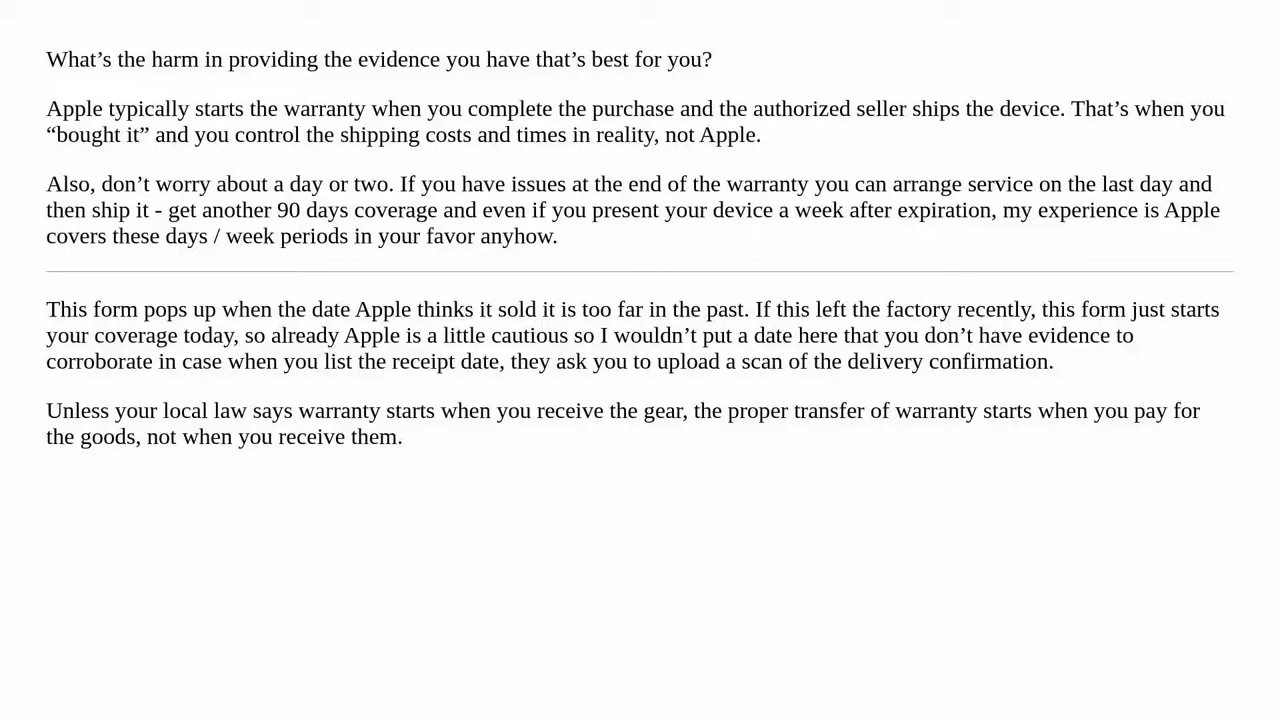 What’s the harm in providing the evidence you have that’s best for you?
Apple typically starts the warranty when you complete the purchase and the authorized seller ships the device. That’s when you
“bought it” and you control the shipping costs and times in reality, not Apple.
Also, don’t worry about a day or two. If you have issues at the end of the warranty you can arrange service on the last day and
then ship it - get another 90 days coverage and even if you present your device a week after expiration, my experience is Apple
covers these days / week periods in your favor anyhow.
This form pops up when the date Apple thinks it sold it is too far in the past. If this left the factory recently, this form just starts
your coverage today, so already Apple is a little cautious so I wouldn’t put a date here that you don’t have evidence to
corroborate in case when you list the receipt date, they ask you to upload a scan of the delivery confirmation.
Unless your local law says warranty starts when you receive the gear, the proper transfer of warranty starts when you pay for
the goods, not when you receive them.